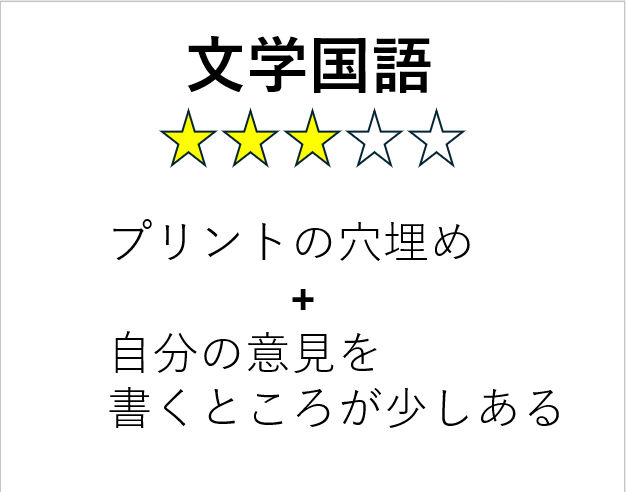 文学国語
★★★☆☆
プリントの穴埋め
+
自分の意見を
書くところが少しある